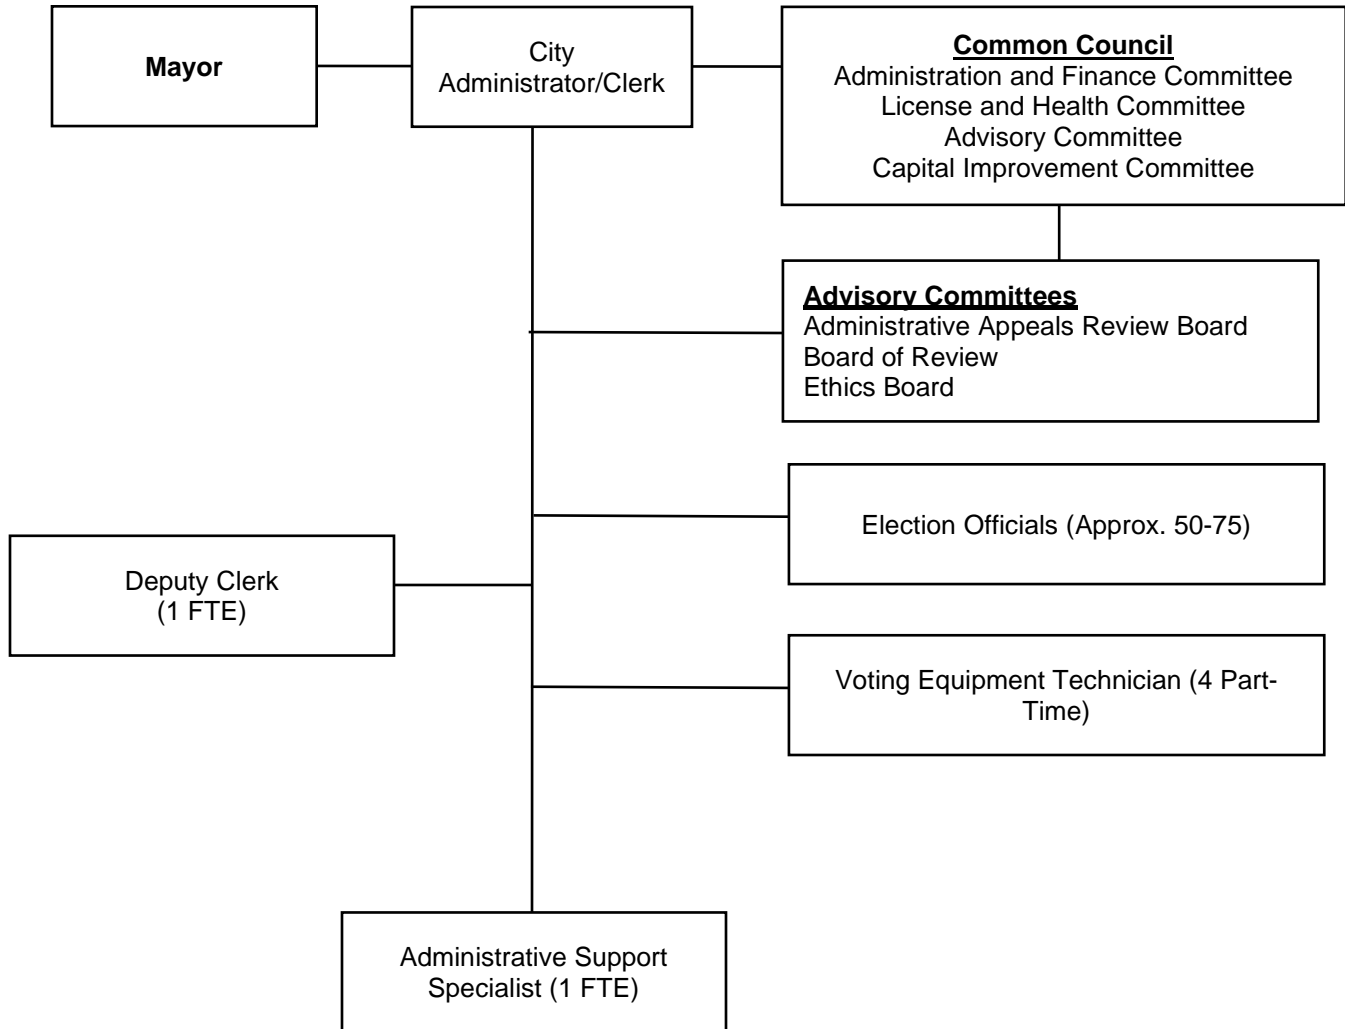 Mayor
City
Administrator/Clerk
Common Council
Administration and Finance Committee
License and Health Committee
Advisory Committee
Capital Improvement Committee
Advisory Committees
Administrative Appeals Review Board
Board of Review
Ethics Board
Election Officials (Approx. 50-75)
Deputy Clerk
(1 FTE)
Voting Equipment Technician (4 Part-
Time)
Administrative Support
Specialist (1 FTE)